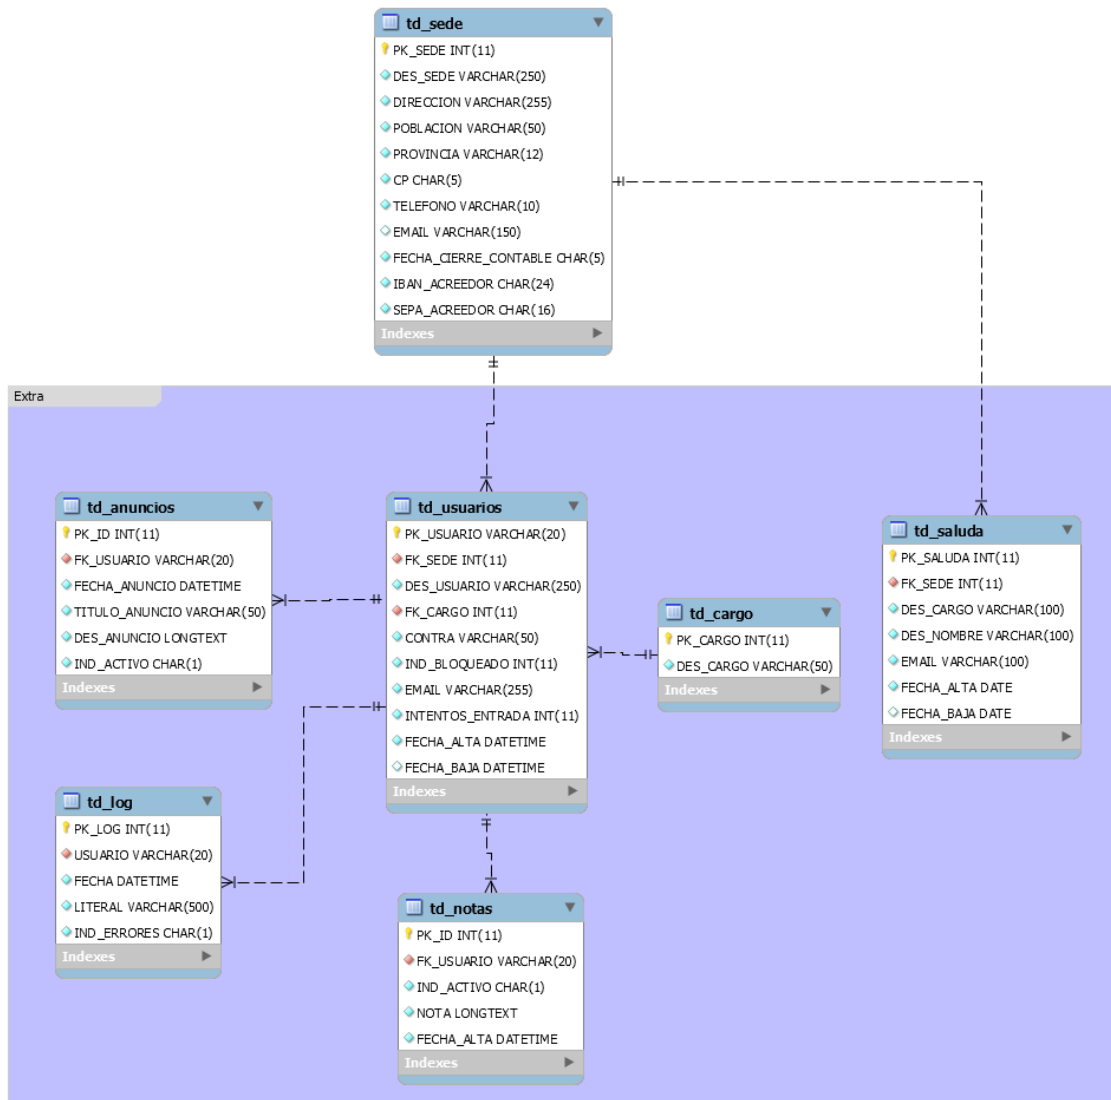 td_sede
PK_SEDE INT(11)
DES_SEDE VARCHAR(250)
DIRECCION VARCHAR(255)
POBLACION VARCHAR(50)
PROVINCIA VARCHAR(12)
CP CHAR(5)
TELEFONO VARCHAR(10)
EMAIL VARCHAR(150)
FECHA_CIERRE_CONTABLE CHAR(5)
IBAN_ACREEDOR CHAR(24)
SEPA_ACREEDOR CHAR(16)
Indexes
Extra
td_anuncios
PK_ID INT(11)
FK_USUARIO VARCHAR(20)
FECHA_ANUNCIO DATETIME
TITULO_ANUNCIO VARCHAR(50)
DES_ANUNCIO LONGTEXT
IND_ACTIVO CHAR(1)
Indexes
td_usuarios
PK_USUARIO VARCHAR(20)
FK_SEDE INT(11)
DES_USUARIO VARCHAR(250)
FK_CARGO INT(11)
CONTRA VARCHAR(50)
IND_BLOQUEADO INT(11)
EMAIL VARCHAR(255)
INTENTOS_ENTRADA INT(11)
FECHA_ALTA DATETIME
FECHA_BAJA DATETIME
Indexes
td_cargo
PK_CARGO INT(11)
DES_CARGO VARCHAR(50)
Indexes
td_saluda
PK_SALUDA INT(11)
FK_SEDE INT(11)
DES_CARGO VARCHAR(100)
DES_NOMBRE VARCHAR(100)
EMAIL VARCHAR(100)
FECHA_ALTA DATE
FECHA_BAJA DATE
Indexes
td_log
PK_LOG INT(11)
USUARIO VARCHAR(20)
FECHA DATETIME
LITERAL VARCHAR(500)
IND_ERRORES CHAR(1)
Indexes
td_notas
PK_ID INT(11)
FK_USUARIO VARCHAR(20)
IND_ACTIVO CHAR(1)
NOTA LONGTEXT
FECHA_ALTA DATETIME
Indexes